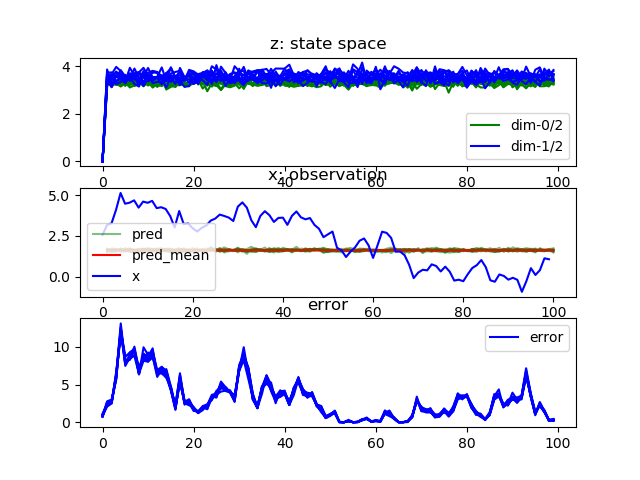 z: state space
4
2
0
dim-0/2
dim-1/2
0 20 40 60 80 100
x: observation
5.0
2.5
0.0
pred
pred_mean
x
0 20 40 60 80 100
error
10
5
0
error
0 20 40 60 80 100